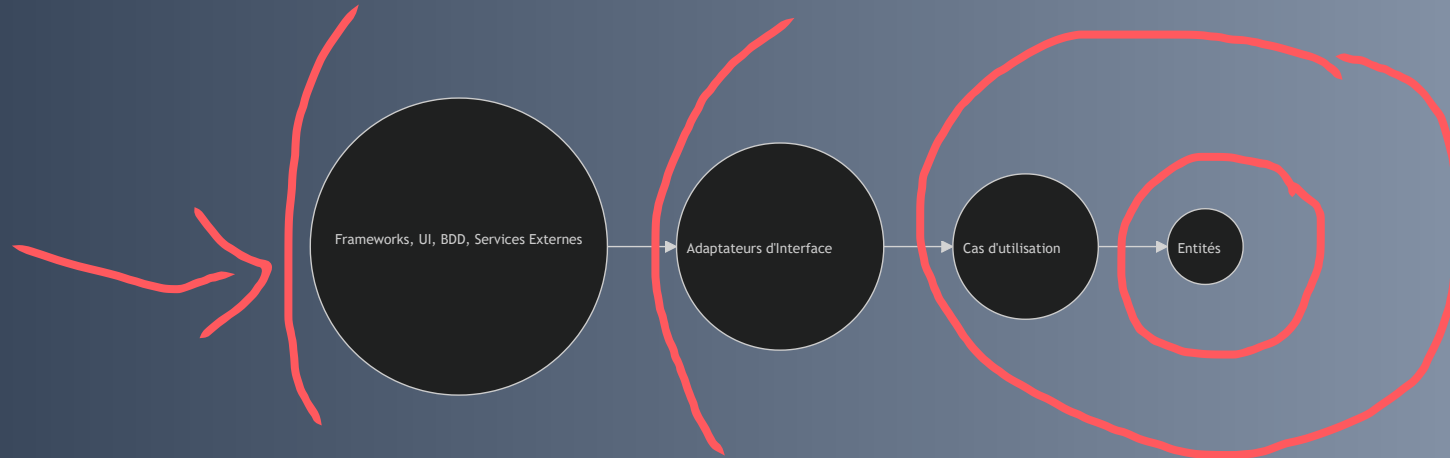 Frameworks, UI, BDD, Services Externes
Adaptateurs d'Interface
Cas d'utilisation
Entités